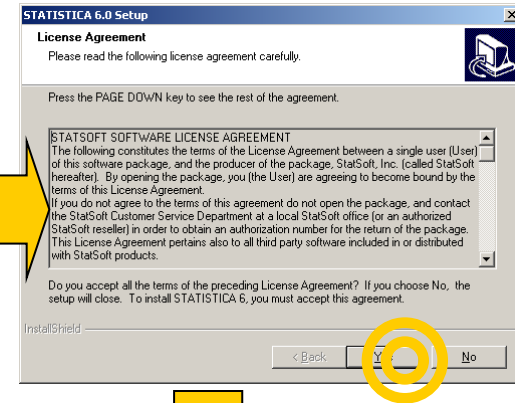 STATISTICA 6.0 Setup
License Agreement
Please read the following license agreement carefully.
Press the PAGE DOWN key to see the rest of the agreement.
STATSOFT SOFTWARE LICENSE AGREEMENT
The following constitutes the terms of the License Agreement between a single user (User)
of this software package, and the producer of the package, StatSoft, Inc. (called StatSoft
hereafter). By opening the package, you (the User) are agreeing to become bound by the
terms of this License Agreement.
If you do not agree to the terms of this agreement do not open the package, and contact
the StatSoft Customer Service Department at a local StatSoft office (or an authorized
StatSoft reseller) in order to obtain an authorization number for the return of the package.
This License Agreement pertains also to all third party software included in or distributed
with StatSoft products.
Do you accept all the terms of the preceding License Agreement? If you choose No, the
setup will close. To install STATISTICA 6, you must accept this agreement.
InstallShield
< Back Yes No